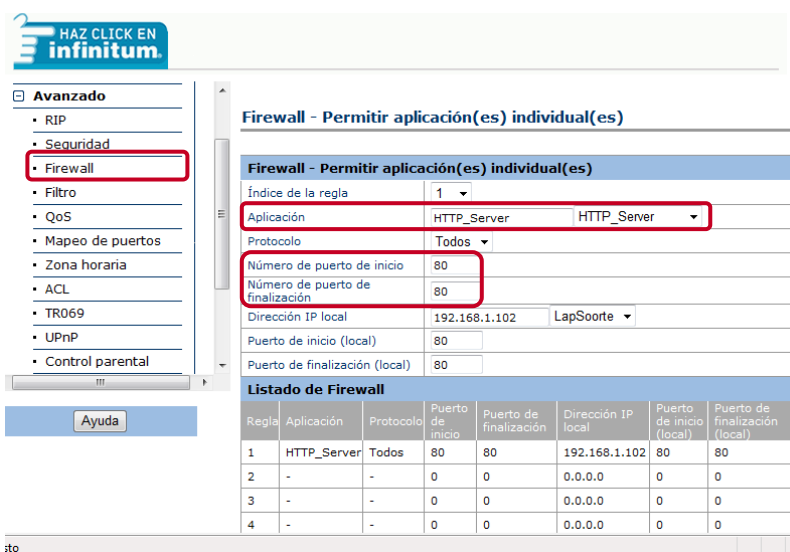 HAZ CLICK EN
infinitum.
Avanzado
RIP
Seguridad
Firewall
Filtro
QoS
Mapeo de puertos
Zona horaria
ACL
TR069
UPnP
Control parental
Ayuda
Firewall - Permitir aplicación(es) individual(es)
Firewall - Permitir aplicación(es) individual(es)
Índice de la regla 1
Aplicación HTTP_Server HTTP_Server
Protocolo Todos
Número de puerto de inicio 80
Número de puerto de
finalización 80
Dirección IP local 192.168.1.102 LapSoorte
Puerto de inicio (local) 80
Puerto de finalización (local) 80
Listado de Firewall
Regla Aplicación Protocolo Puerto de inicio Puerto de finalización Dirección IP local Puerto de inicio (local) Puerto de finalización (local)
1 HTTP_Server Todos 80 80 192.168.1.102 80 80
2 - - 0 0 0.0.0.0 0 0
3 - - 0 0 0.0.0.0 0 0
4 - - 0 0 0.0.0.0 0 0
sto